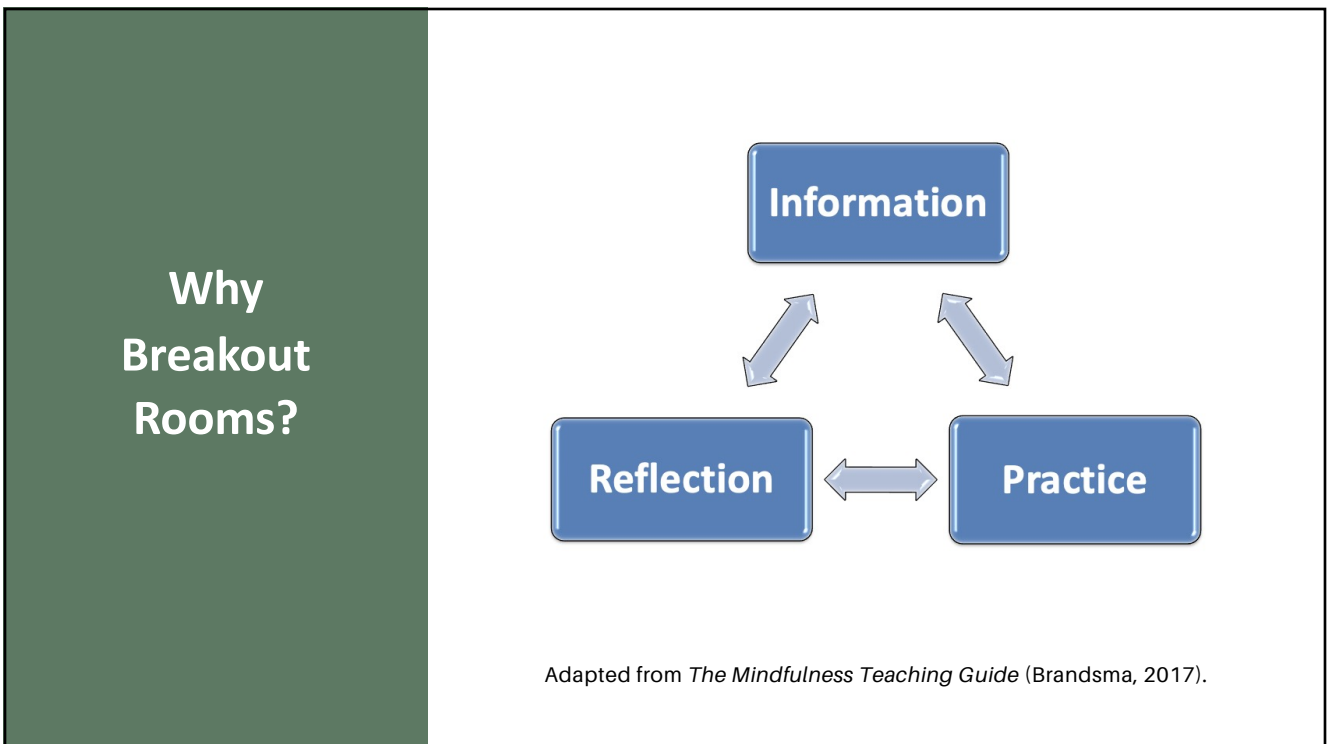 Why
Breakout
Rooms?
Information
Reflection
Practice
Adapted from The Mindfulness Teaching Guide (Brandsma, 2017).